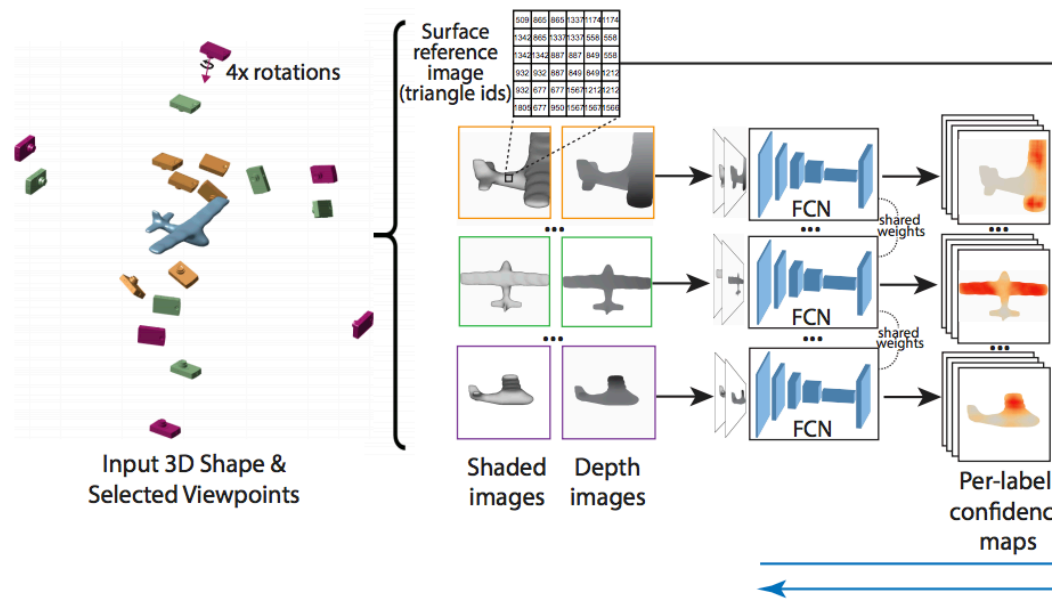 4x rotations
Input 3D Shape &
Selected Viewpoints
Surface
reference
image
(triangle ids)
509 865 865 1337 1174 1174
1342 865 1337 1337 558 558
1342 1342 887 887 849 558
932 932 887 849 849 1212
932 677 677 1567 1212 1212
1805 677 950 1567 1567 1566
...
...
Shaded
images
Depth
images
FCN
shared
weights
...
FCN
shared
weights
...
FCN
...
...
Per-label
confidenc
maps